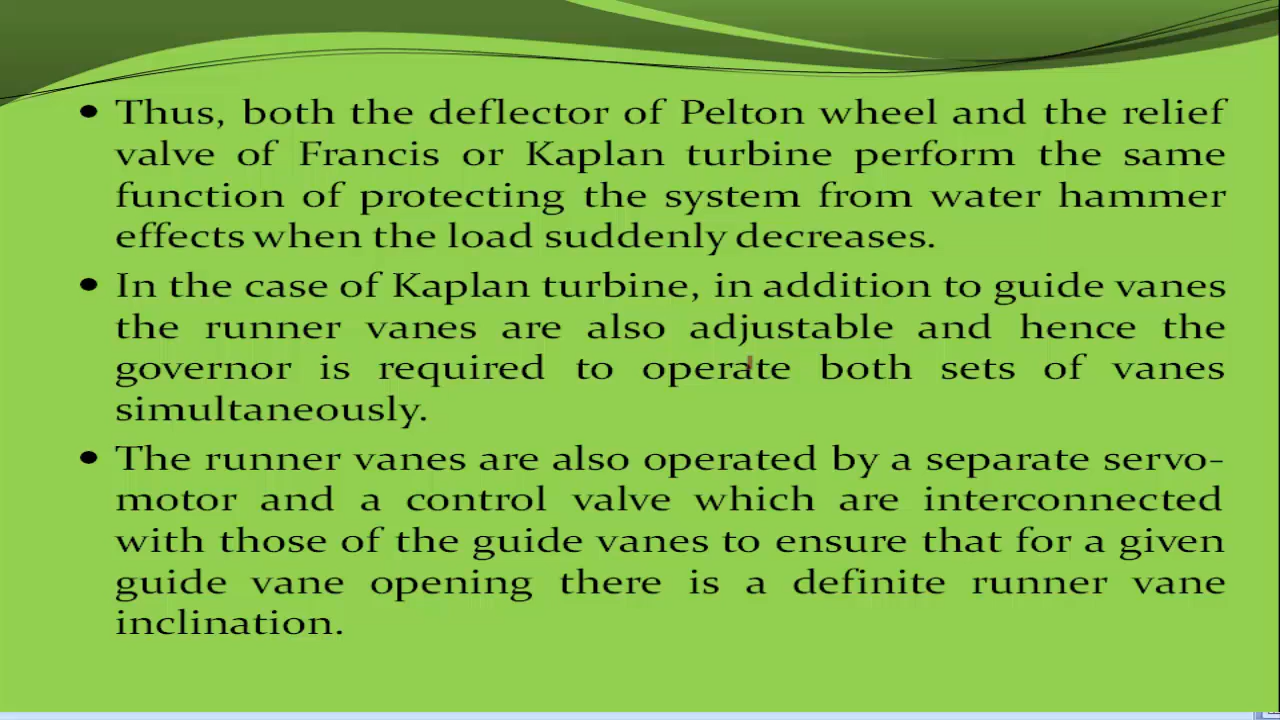 • Thus, both the deflector of Pelton wheel and the relief
valve of Francis or Kaplan turbine perform the same
function of protecting the system from water hammer
effects when the load suddenly decreases.
• In the case of Kaplan turbine, in addition to guide vanes
the runner vanes are also adjustable and hence the
governor is required to operate both sets of vanes
simultaneously.
• The runner vanes are also operated by a separate servo-
motor and a control valve which are interconnected
with those of the guide vanes to ensure that for a given
guide vane opening there is a definite runner vane
inclination.